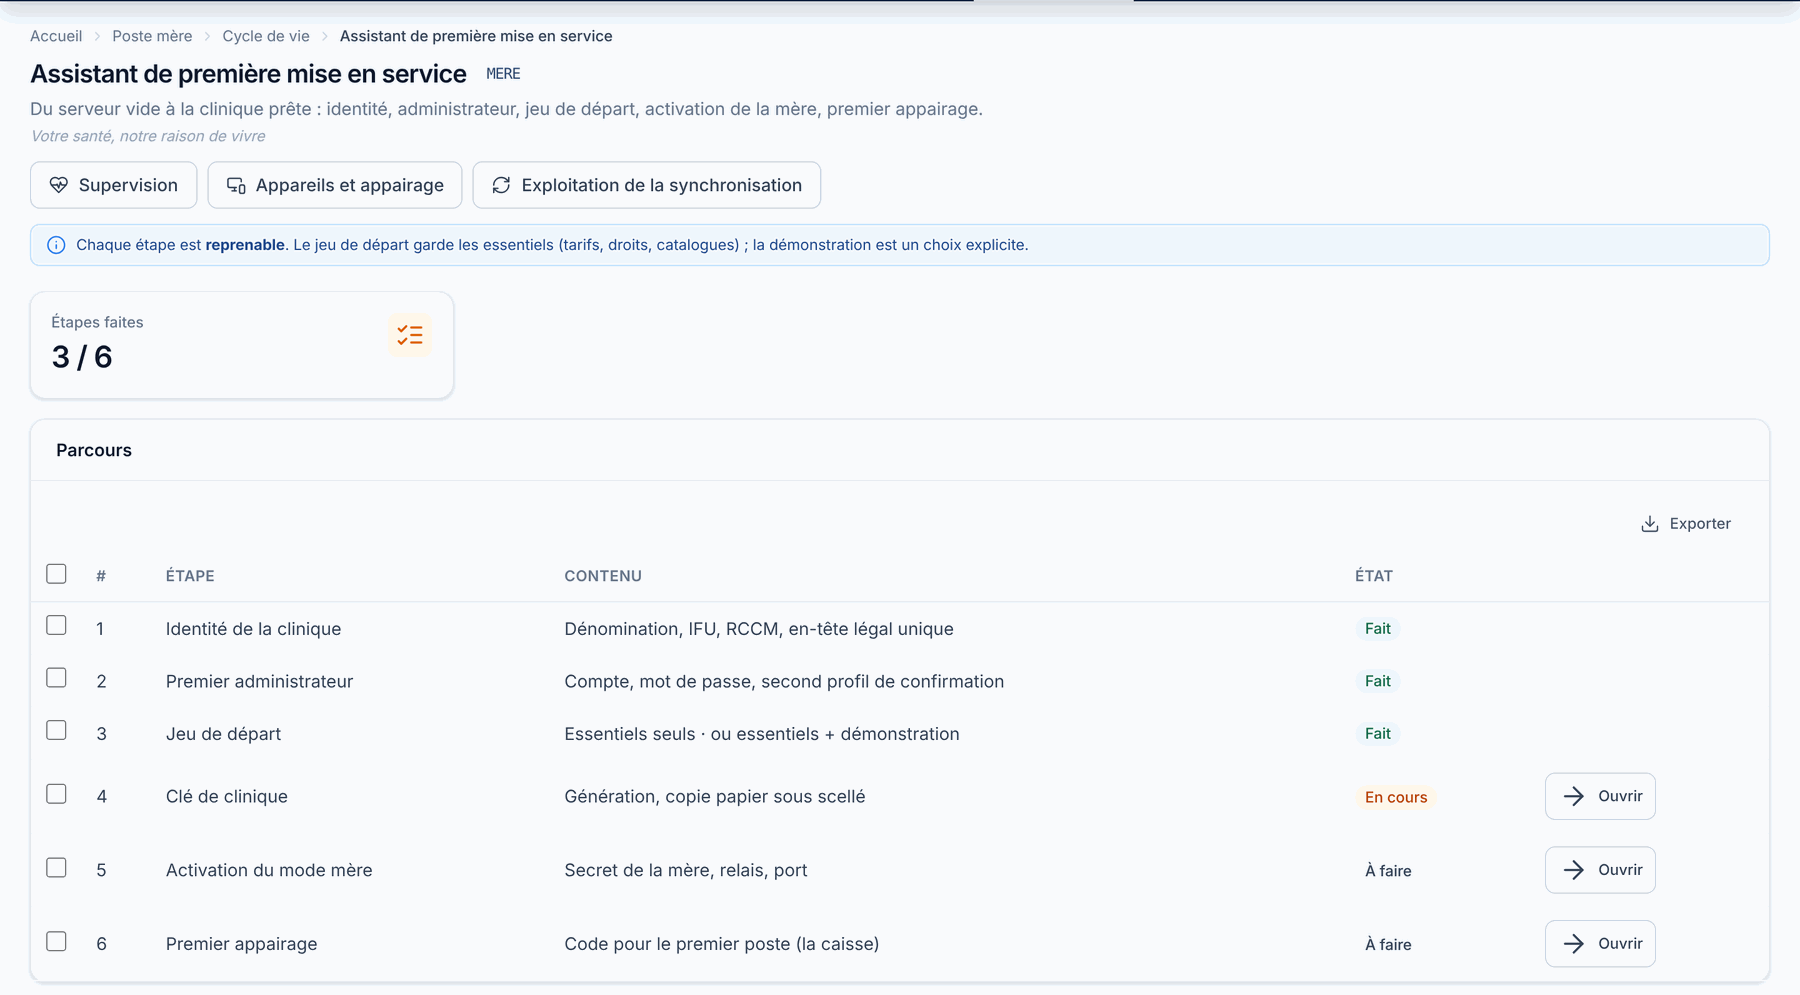 Accueil > Poste mère > Cycle de vie > Assistant de première mise en service
Assistant de première mise en service MERE
Du serveur vide à la clinique prête : identité, administrateur, jeu de départ, activation de la mère, premier appairage.
Votre santé, notre raison de vivre
Supervision Appareils et appairage Exploitation de la synchronisation
Chaque étape est reprenable. Le jeu de départ garde les essentiels (tarifs, droits, catalogues) ; la démonstration est un choix explicite.
Étapes faites
3 / 6
Parcours
Exporter
# ÉTAPE CONTENU ÉTAT
1 Identité de la clinique Dénomination, IFU, RCCM, en-tête légal unique Fait
2 Premier administrateur Compte, mot de passe, second profil de confirmation Fait
3 Jeu de départ Essentiels seuls · ou essentiels + démonstration Fait
4 Clé de clinique Génération, copie papier sous scellé En cours Ouvrir
5 Activation du mode mère Secret de la mère, relais, port À faire Ouvrir
6 Premier appairage Code pour le premier poste (la caisse) À faire Ouvrir